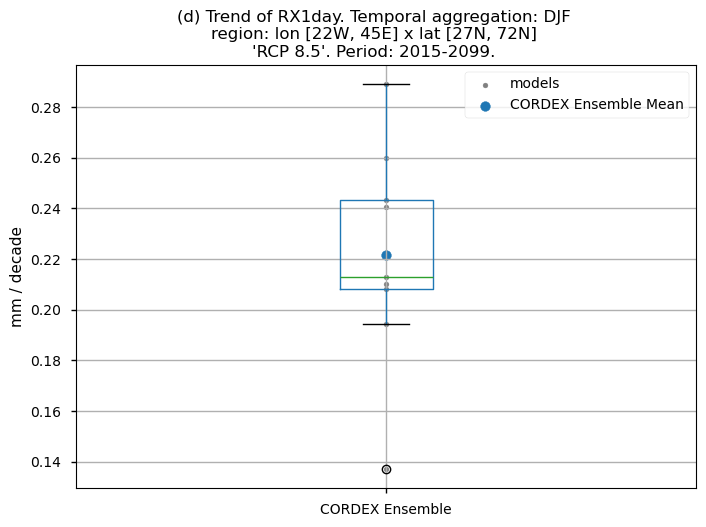 (d) Trend of RX1day. Temporal aggregation: DJF
region: lon [22W, 45E] x lat [27N, 72N]
'RCP 8.5'. Period: 2015-2099.
models
CORDEX Ensemble Mean
mm / decade
0.28
0.26
0.24
0.22
0.20
0.18
0.16
0.14
CORDEX Ensemble